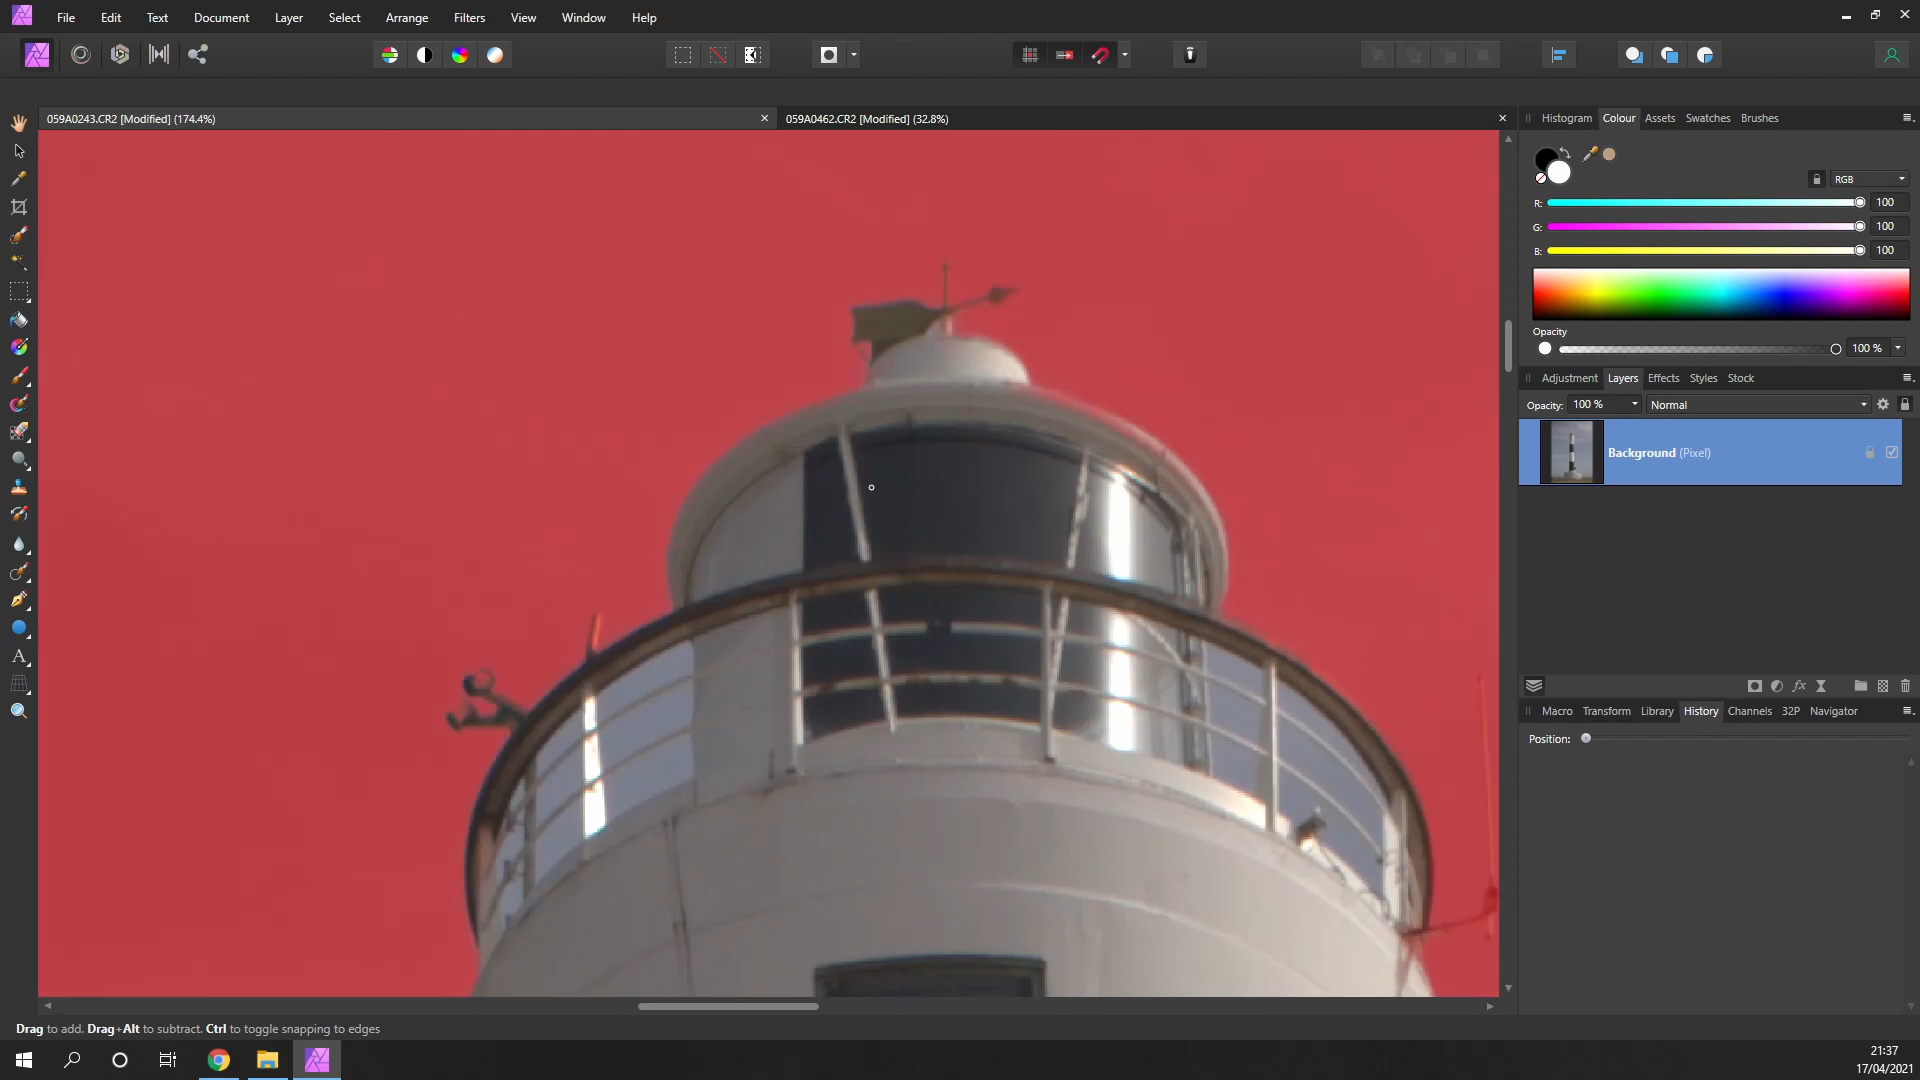 File Edit Text Document Layer Select Arrange Filters View Window Help
059A0243.CR2 [Modified] (174.4%)
059A0462.CR2 [Modified] (32.8%)
Histogram Colour Assets Swatches Brushes
RGB
R: 100
G: 100
B: 100
Opacity
100 %
Adjustment Layers Effects Styles Stock
Opacity: 100 % Normal
Background (Pixel)
fx
Macro Transform Library History Channels 32P Navigator
Position:
A
Drag to add. Drag+Alt to subtract. Ctrl to toggle snapping to edges
21:37
17/04/2021